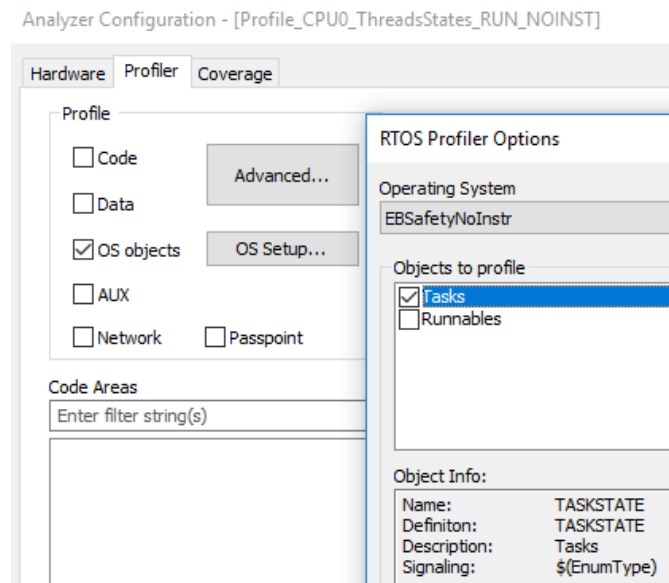 Analyzer Configuration - [Profile_CPU0_ThreadsStates_RUN_NOINST]
Hardware
Profiler
Coverage
Profile
Code
Advanced...
Data
OS objects
OS Setup...
AUX
Network
Passpoint
Code Areas
Enter filter string(s)
RTOS Profiler Options
Operating System
EBSafetyNoInstr
Objects to profile
Tasks
Runnables
Object Info:
Name: TASKSTATE
Definiton: TASKSTATE
Description: Tasks
Signaling: $(EnumType)